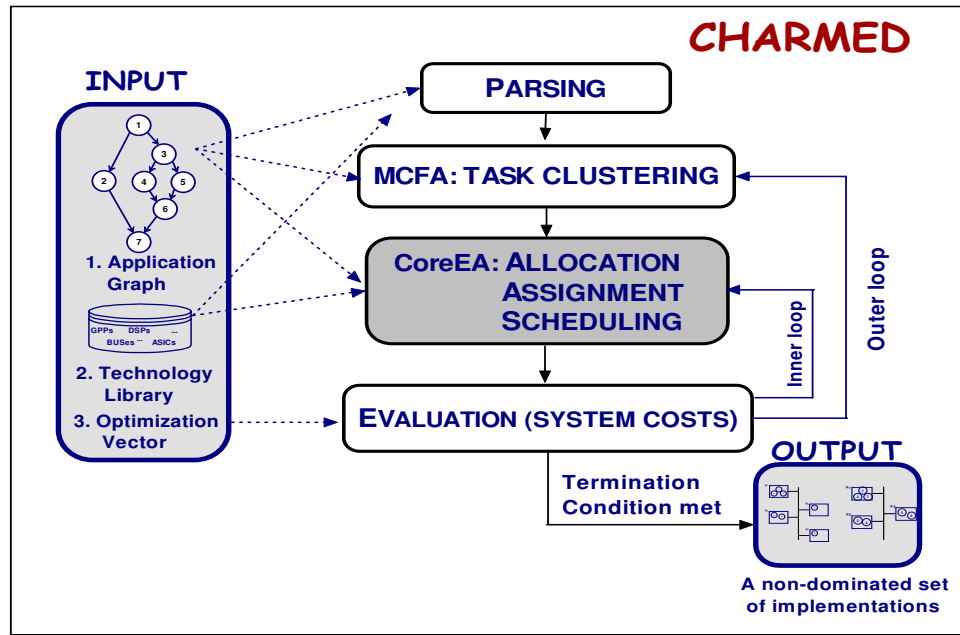 CHARMED
INPUT
1
3
2
4
5
6
7
1. Application
Graph
GPPs ... DSPs ...
BUSes ... ASICs
2. Technology
Library
3. Optimization
Vector
PARSING
MCFA: TASK CLUSTERING
CoreEA: ALLOCATION
ASSIGNMENT
SCHEDULING
EVALUATION (SYSTEM COSTS)
Inner loop
Outer loop
Termination
Condition met
OUTPUT
A non-dominated set
of implementations